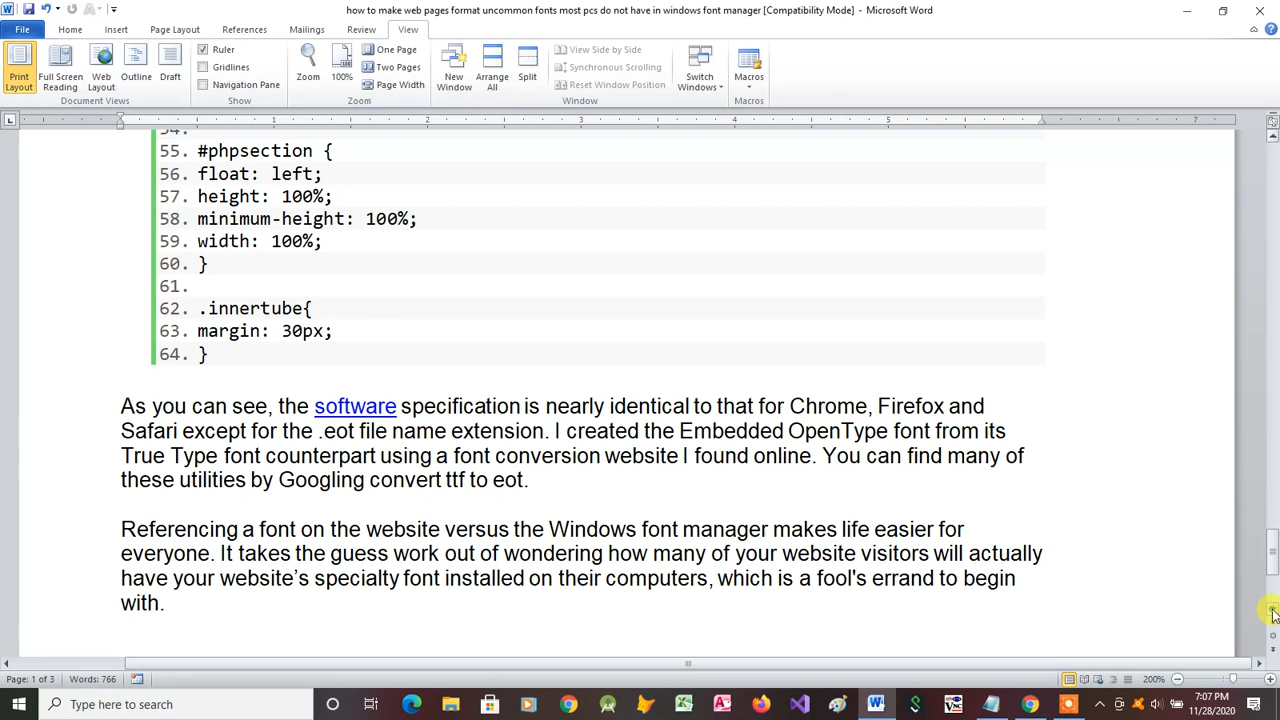 how to make web pages format uncommon fonts most pcs do not have in windows font manager [Compatibility Mode] - Microsoft Word
File Home Insert Page Layout References Mailings Review View
Print Layout
Full Screen Reading
Web Layout
Outline
Draft
Document Views
Ruler
Gridlines
Navigation Pane
Show
Zoom
100%
One Page
Two Pages
Page Width
Zoom
New Window
Arrange All
Split
View Side by Side
Synchronous Scrolling
Reset Window Position
Window
Switch Windows
Macros
Macros
1 2 3 4 5 7
54.
55. #phpsection {
56. float: left;
57. height: 100%;
58. minimum-height: 100%;
59. width: 100%;
60. }
61.
62. .innertube{
63. margin: 30px;
64. }
As you can see, the software specification is nearly identical to that for Chrome, Firefox and
Safari except for the .eot file name extension. I created the Embedded OpenType font from its
True Type font counterpart using a font conversion website I found online. You can find many of
these utilities by Googling convert ttf to eot.
Referencing a font on the website versus the Windows font manager makes life easier for
everyone. It takes the guess work out of wondering how many of your website visitors will actually
have your website’s specialty font installed on their computers, which is a fool's errand to begin
with.
Page: 1 of 3 Words: 766 200%
Type here to search
7:07 PM
11/28/2020